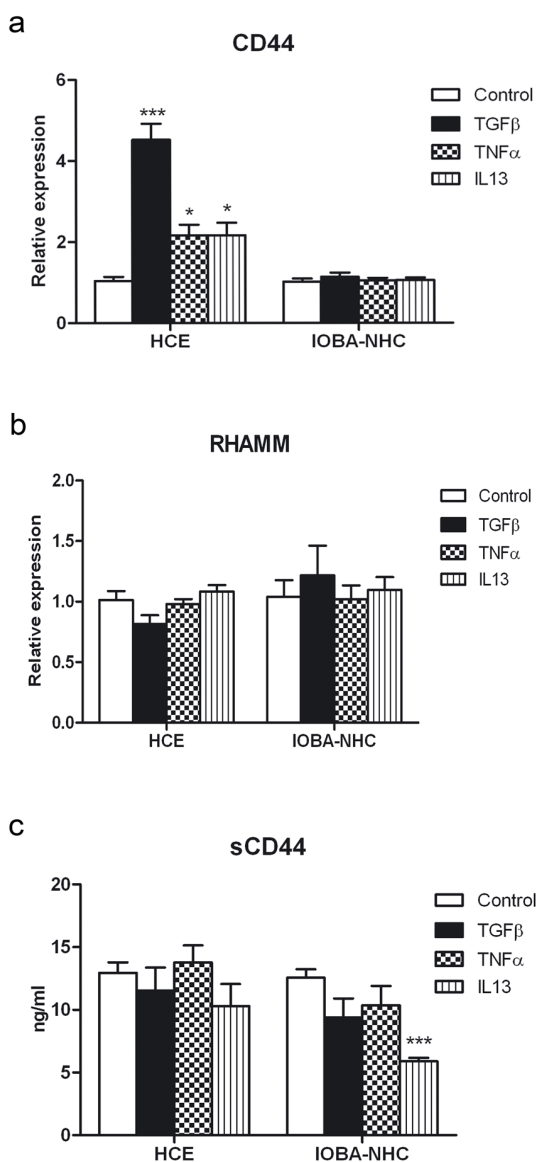 a
CD44
6
4
2
0
Relative expression
***
*
*
HCE
IOBA-NHC
Control
TGFβ
TNFα
IL13
b
RHAMM
2.0
1.5
1.0
0.5
0.0
Relative expression
HCE
IOBA-NHC
Control
TGFβ
TNFα
IL13
c
sCD44
20
15
10
5
0
ng/ml
***
HCE
IOBA-NHC
Control
TGFβ
TNFα
IL13